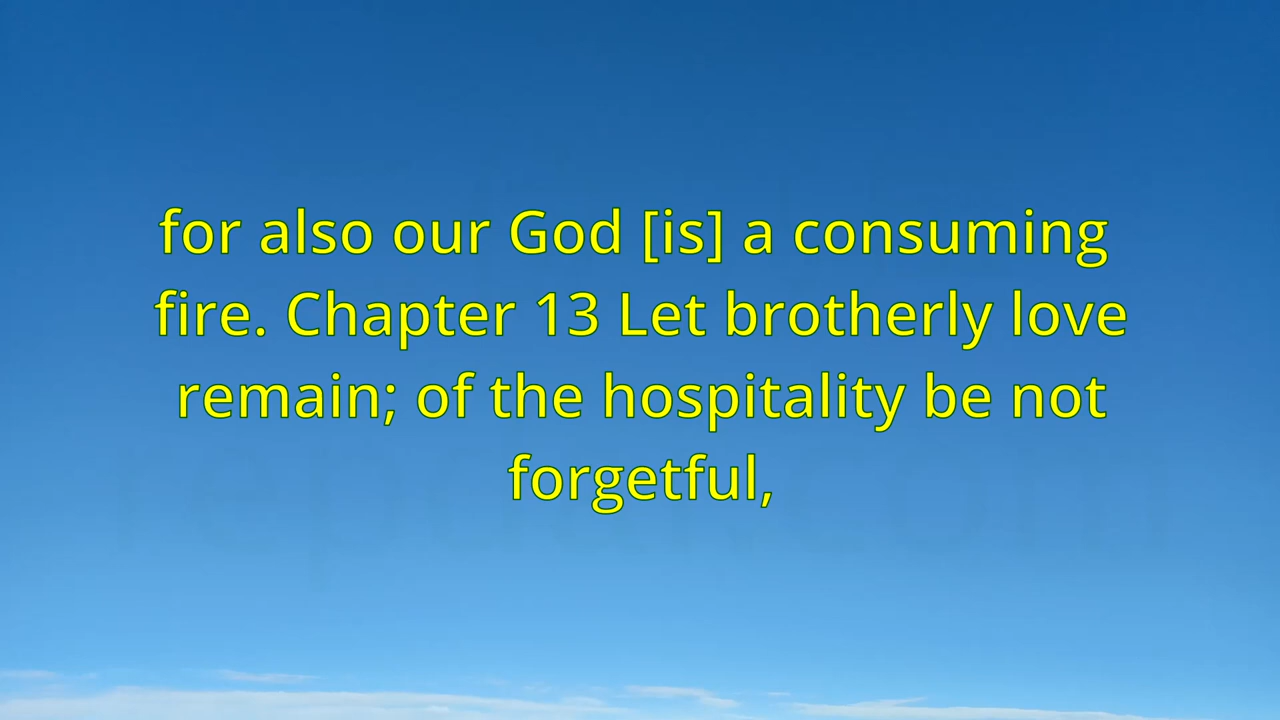 for also our God [is] a consuming
fire. Chapter 13 Let brotherly love
remain; of the hospitality be not
forgetful,